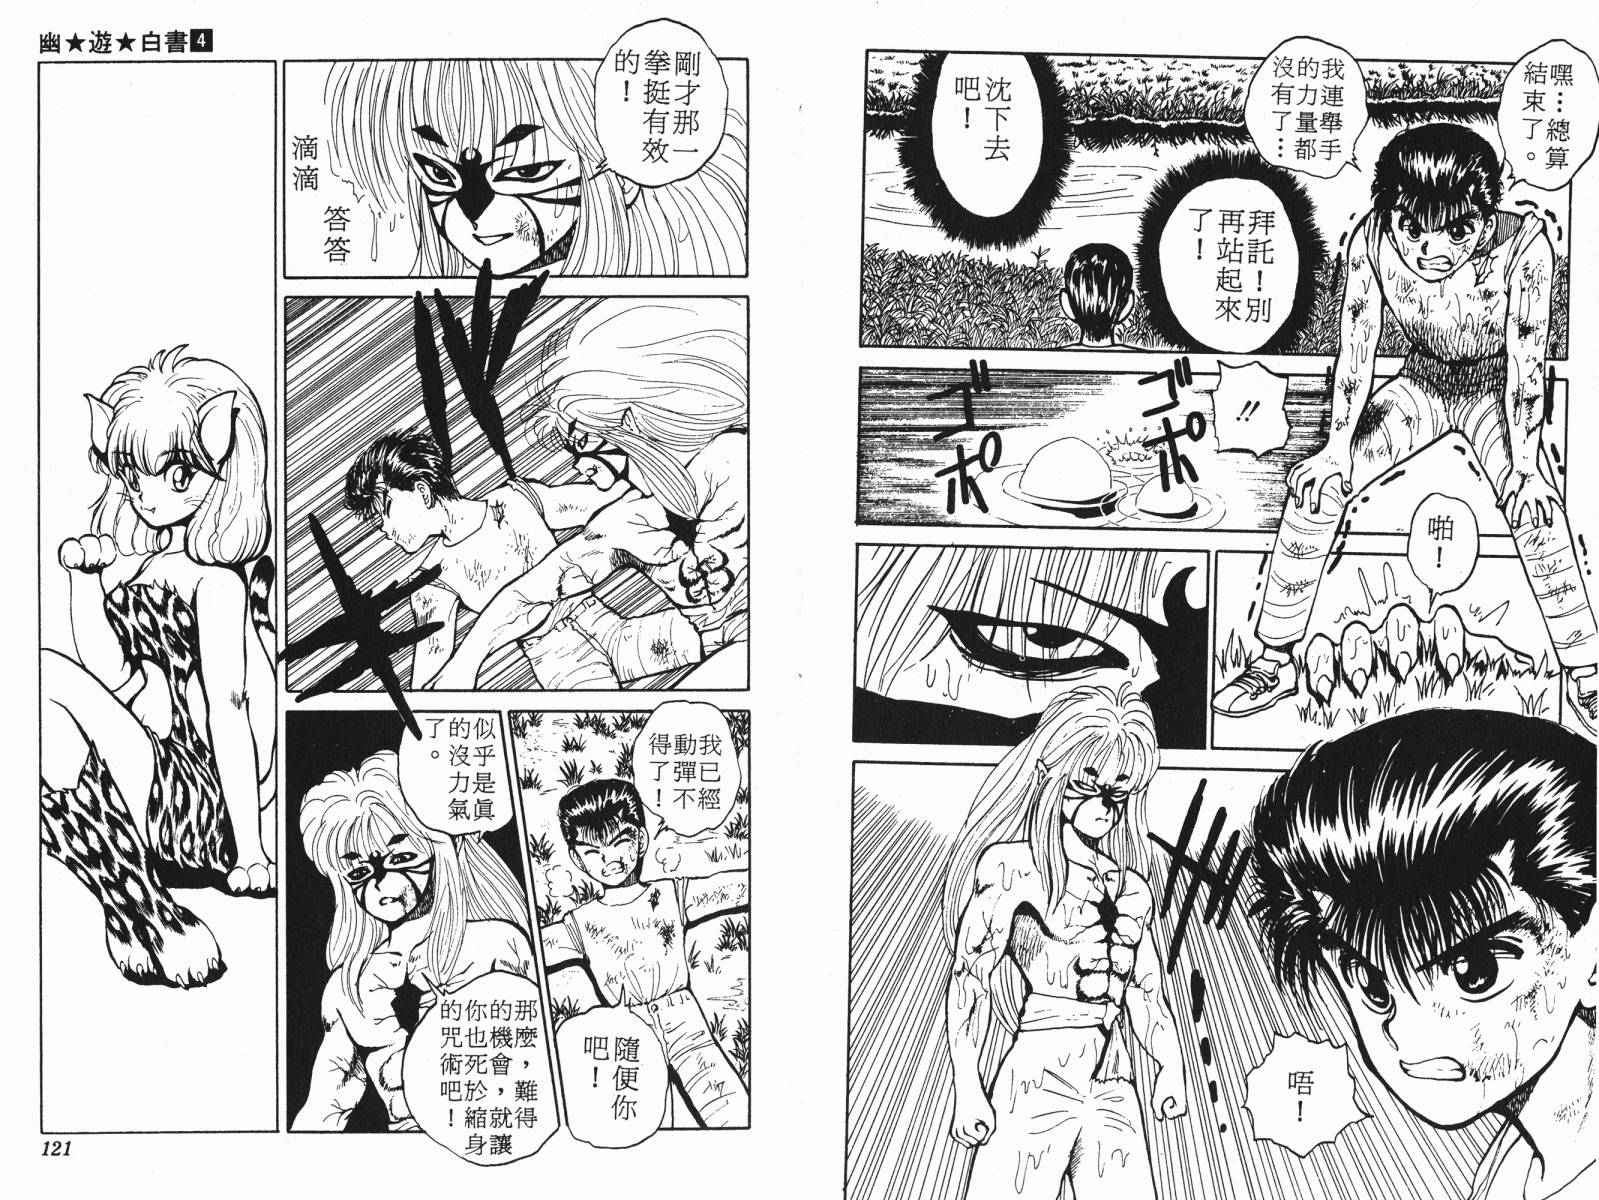 嘿…總算
結束了。
我連舉手
的力量都
沒有了…
沈下去
吧！
拜託！別
再站起來
了！
!!
ゴポ
ゴポ
啪！
唔！
幽★遊★白書4
剛才那一
拳挺有效
的！
滴滴
答答
我已經
動彈不
得了！
隨便你
吧！
似乎是眞
的沒力氣
了。
那麼，難得
的機會，就讓
你也死於縮身
的咒術吧！
121